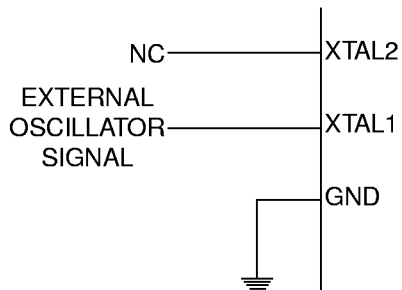 NC
XTAL2
EXTERNAL
OSCILLATOR
SIGNAL
XTAL1
GND